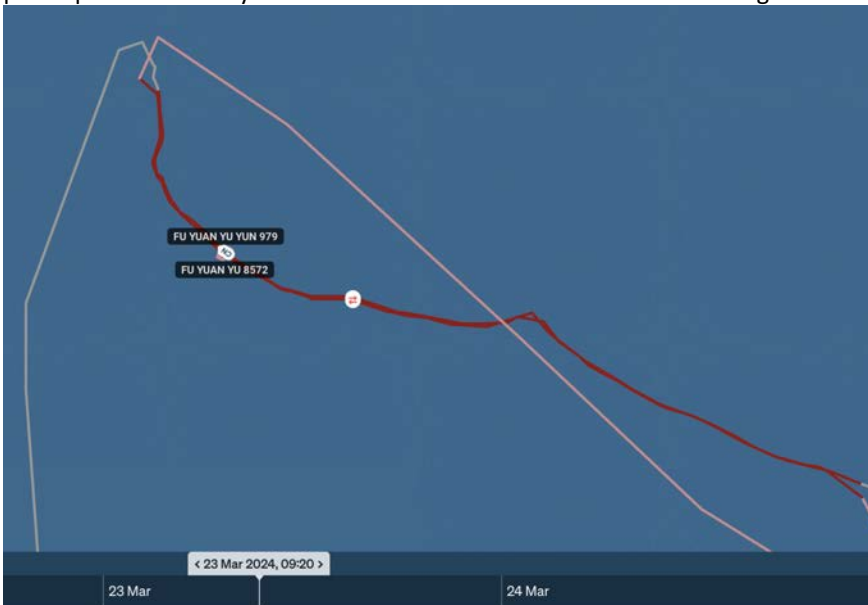 FU YUAN YU YUN 979
FU YUAN YU 8572
< 23 Mar 2024, 09:20 >
23 Mar
24 Mar